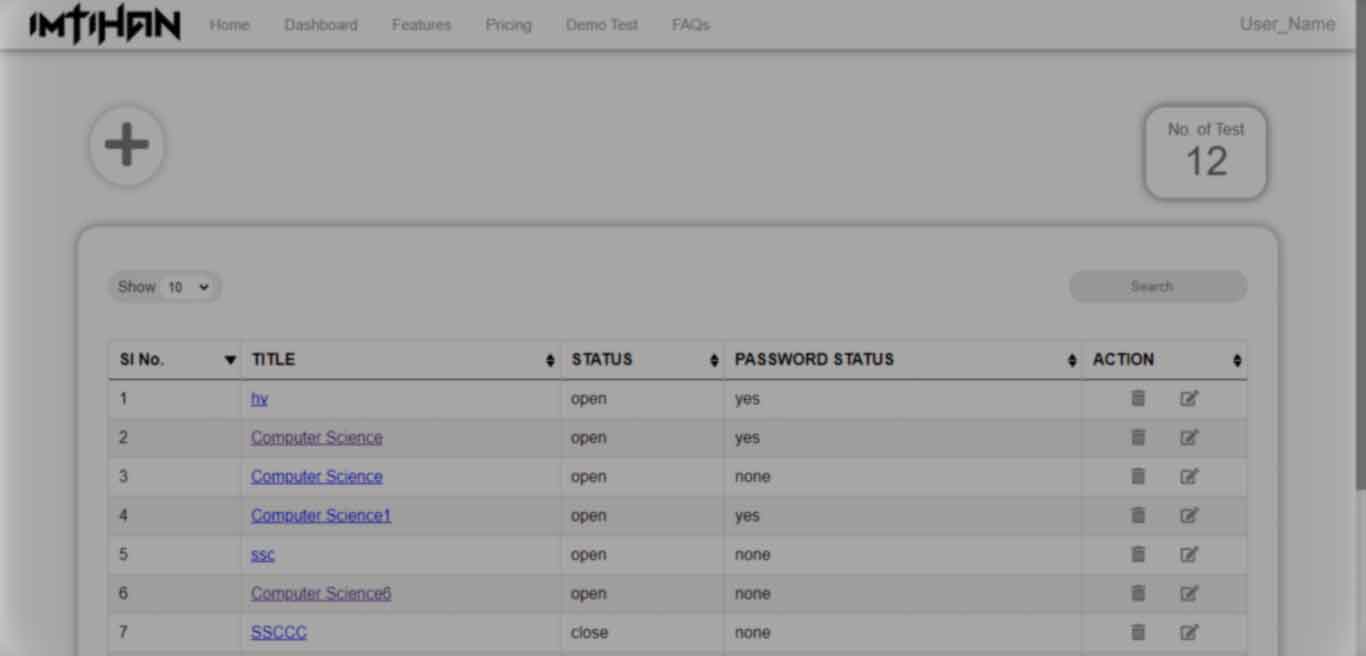 IMTIHAN Home Dashboard Features Pricing Demo Test FAQs User_Name
No. of Test
12
Show 10 Search
SI No. TITLE STATUS PASSWORD STATUS ACTION
1 hv open yes
2 Computer Science open yes
3 Computer Science open none
4 Computer Science1 open yes
5 ssc open none
6 Computer Science6 open none
7 SSCCC close none